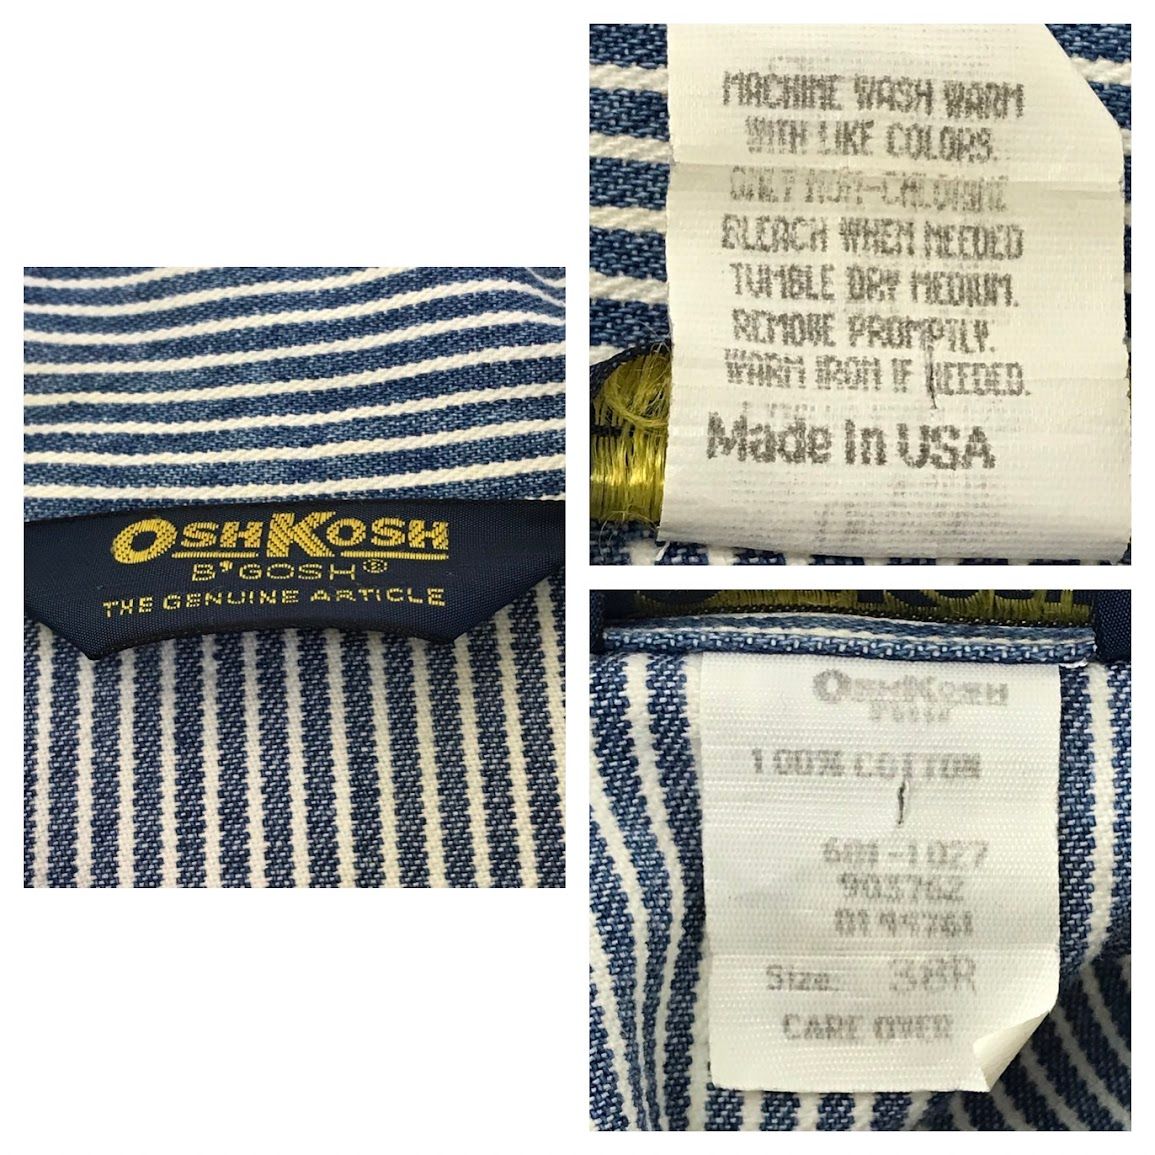 OSHKOSH
B'GOSH®
THE GENUINE ARTICLE
MACHINE WASH WARM
WITH LIKE COLORS.
ONLY NON-CHLORINE
BLEACH WHEN NEEDED
TUMBLE DRY MEDIUM.
REMOVE PROMPTLY.
WARM IRON IF NEEDED.
Made In USA
OSHKOSH
100% COTTON
601-1027
903762
0144761
Size. 38R
CARE OVER